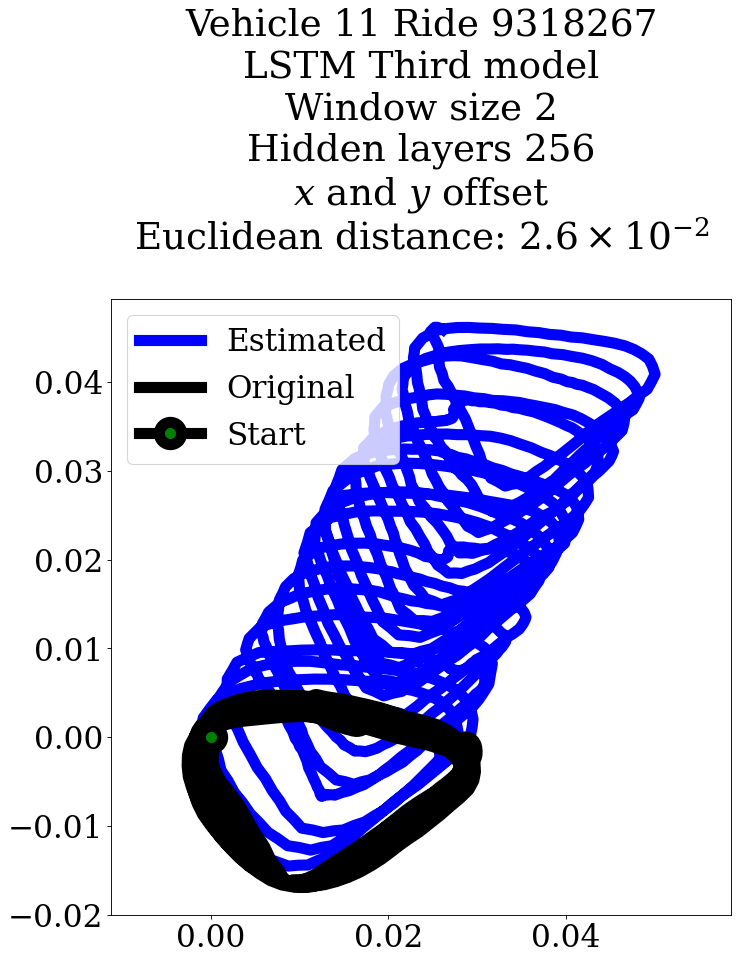 Vehicle 11 Ride 9318267
LSTM Third model
Window size 2
Hidden layers 256
x and y offset
Euclidean distance: 2.6 × 10⁻²
Estimated
Original
Start
0.04
0.03
0.02
0.01
0.00
−0.01
−0.02
0.00 0.02 0.04